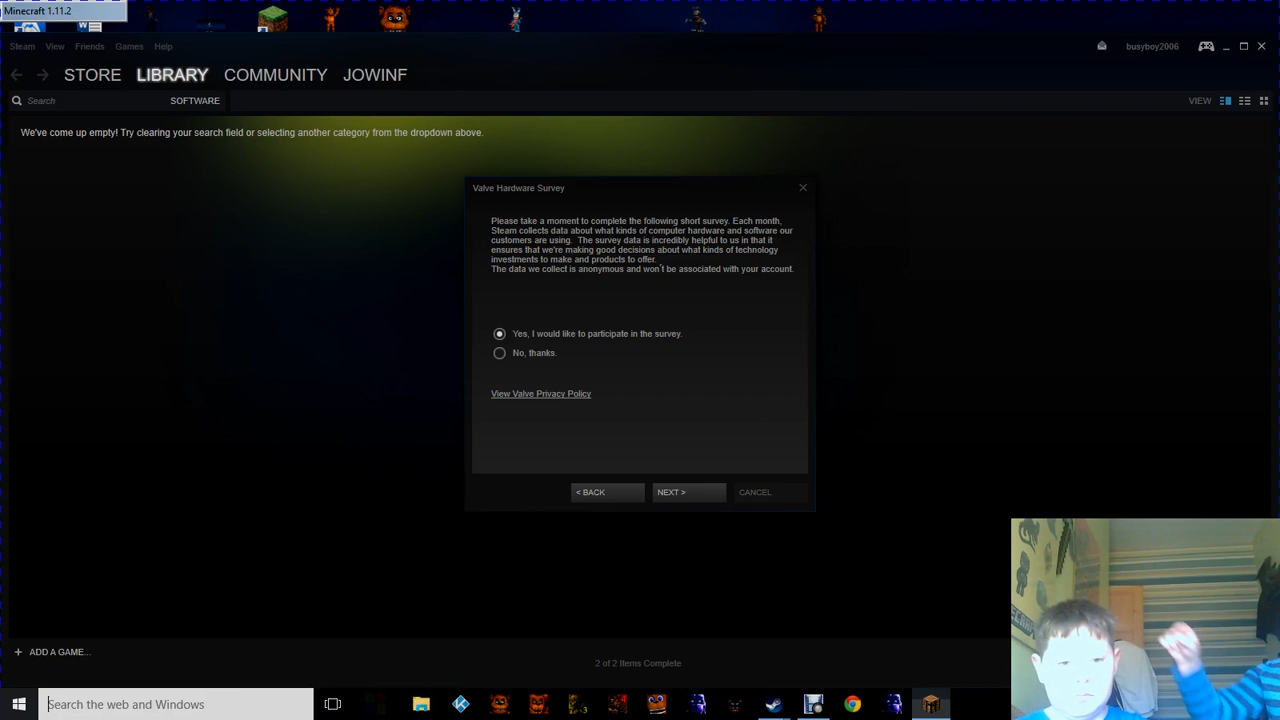 Minecraft 1.11.2
Steam View Friends Games Help
busyboy2006
STORE LIBRARY COMMUNITY JOWINF
Search
SOFTWARE
VIEW
We've come up empty! Try clearing your search field or selecting another category from the dropdown above.
Valve Hardware Survey
Please take a moment to complete the following short survey. Each month,
Steam collects data about what kinds of computer hardware and software our
customers are using. The survey data is incredibly helpful to us in that it
ensures that we're making good decisions about what kinds of technology
investments to make and products to offer.
The data we collect is anonymous and won't be associated with your account.
Yes, I would like to participate in the survey.
No, thanks.
View Valve Privacy Policy
< BACK
NEXT >
CANCEL
+ ADD A GAME...
2 of 2 Items Complete
Search the web and Windows